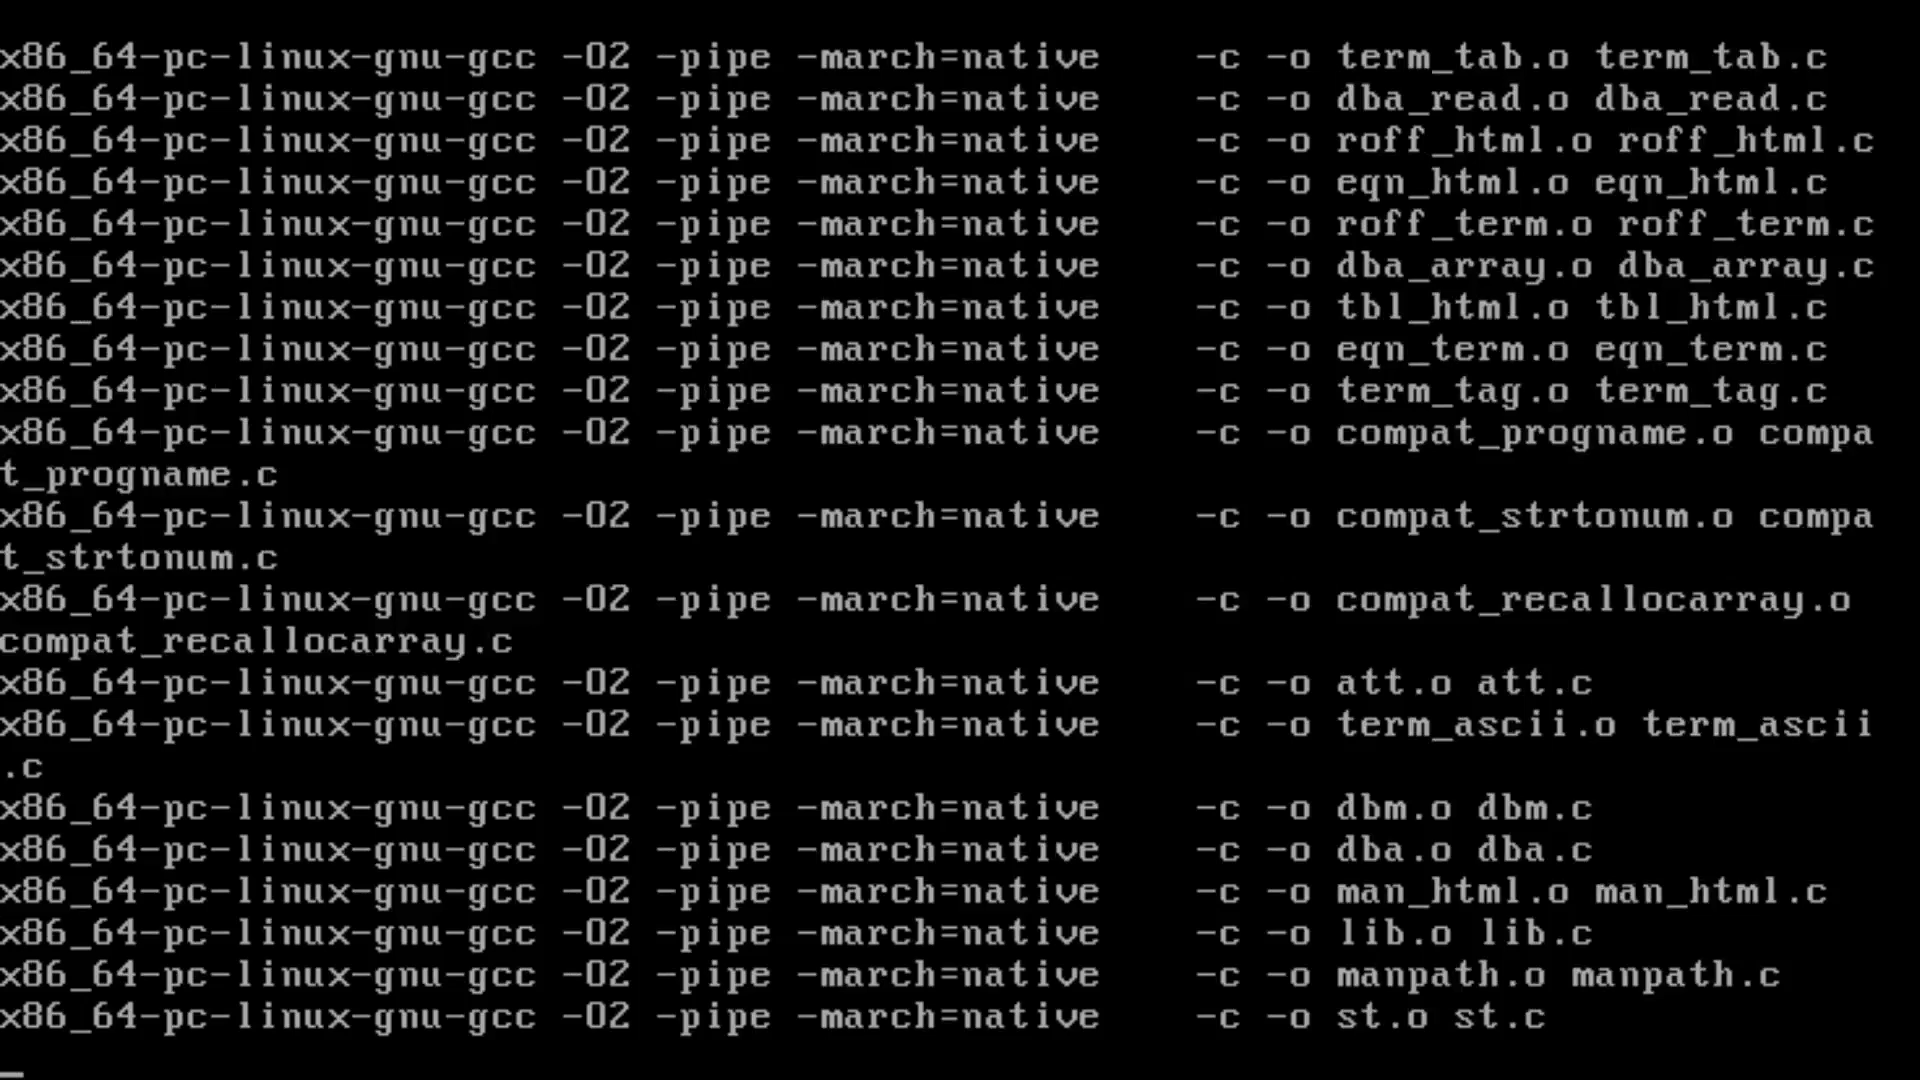 x86_64-pc-linux-gnu-gcc -O2 -pipe -march=native    -c -o term_tab.o term_tab.c
x86_64-pc-linux-gnu-gcc -O2 -pipe -march=native    -c -o dba_read.o dba_read.c
x86_64-pc-linux-gnu-gcc -O2 -pipe -march=native    -c -o roff_html.o roff_html.c
x86_64-pc-linux-gnu-gcc -O2 -pipe -march=native    -c -o eqn_html.o eqn_html.c
x86_64-pc-linux-gnu-gcc -O2 -pipe -march=native    -c -o roff_term.o roff_term.c
x86_64-pc-linux-gnu-gcc -O2 -pipe -march=native    -c -o dba_array.o dba_array.c
x86_64-pc-linux-gnu-gcc -O2 -pipe -march=native    -c -o tbl_html.o tbl_html.c
x86_64-pc-linux-gnu-gcc -O2 -pipe -march=native    -c -o eqn_term.o eqn_term.c
x86_64-pc-linux-gnu-gcc -O2 -pipe -march=native    -c -o term_tag.o term_tag.c
x86_64-pc-linux-gnu-gcc -O2 -pipe -march=native    -c -o compat_progname.o compa
t_progname.c
x86_64-pc-linux-gnu-gcc -O2 -pipe -march=native    -c -o compat_strtonum.o compa
t_strtonum.c
x86_64-pc-linux-gnu-gcc -O2 -pipe -march=native    -c -o compat_recallocarray.o
compat_recallocarray.c
x86_64-pc-linux-gnu-gcc -O2 -pipe -march=native    -c -o att.o att.c
x86_64-pc-linux-gnu-gcc -O2 -pipe -march=native    -c -o term_ascii.o term_ascii
.c
x86_64-pc-linux-gnu-gcc -O2 -pipe -march=native    -c -o dbm.o dbm.c
x86_64-pc-linux-gnu-gcc -O2 -pipe -march=native    -c -o dba.o dba.c
x86_64-pc-linux-gnu-gcc -O2 -pipe -march=native    -c -o man_html.o man_html.c
x86_64-pc-linux-gnu-gcc -O2 -pipe -march=native    -c -o lib.o lib.c
x86_64-pc-linux-gnu-gcc -O2 -pipe -march=native    -c -o manpath.o manpath.c
x86_64-pc-linux-gnu-gcc -O2 -pipe -march=native    -c -o st.o st.c